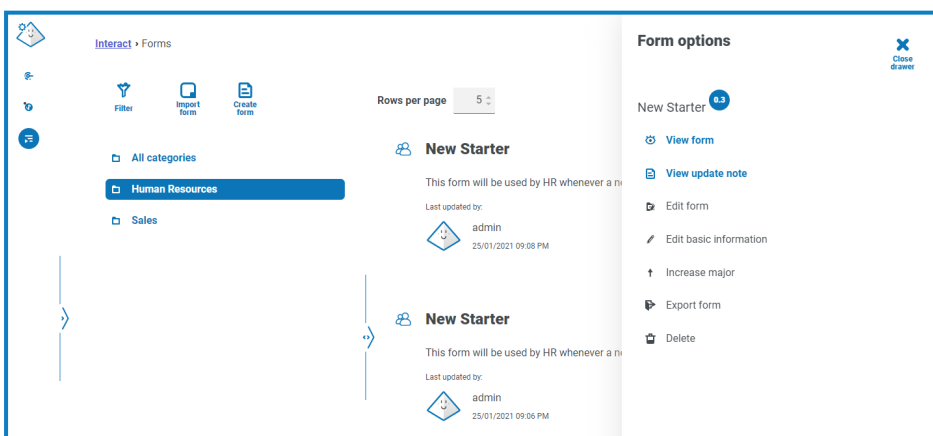 Interact › Forms
Filter
Import form
Create form
All categories
Human Resources
Sales
Rows per page 5
New Starter
This form will be used by HR whenever a
Last updated by:
admin
25/01/2021 09:08 PM
New Starter
This form will be used by HR whenever a
Last updated by:
admin
25/01/2021 09:06 PM
Form options
Close drawer
New Starter 0.3
View form
View update note
Edit form
Edit basic information
Increase major
Export form
Delete